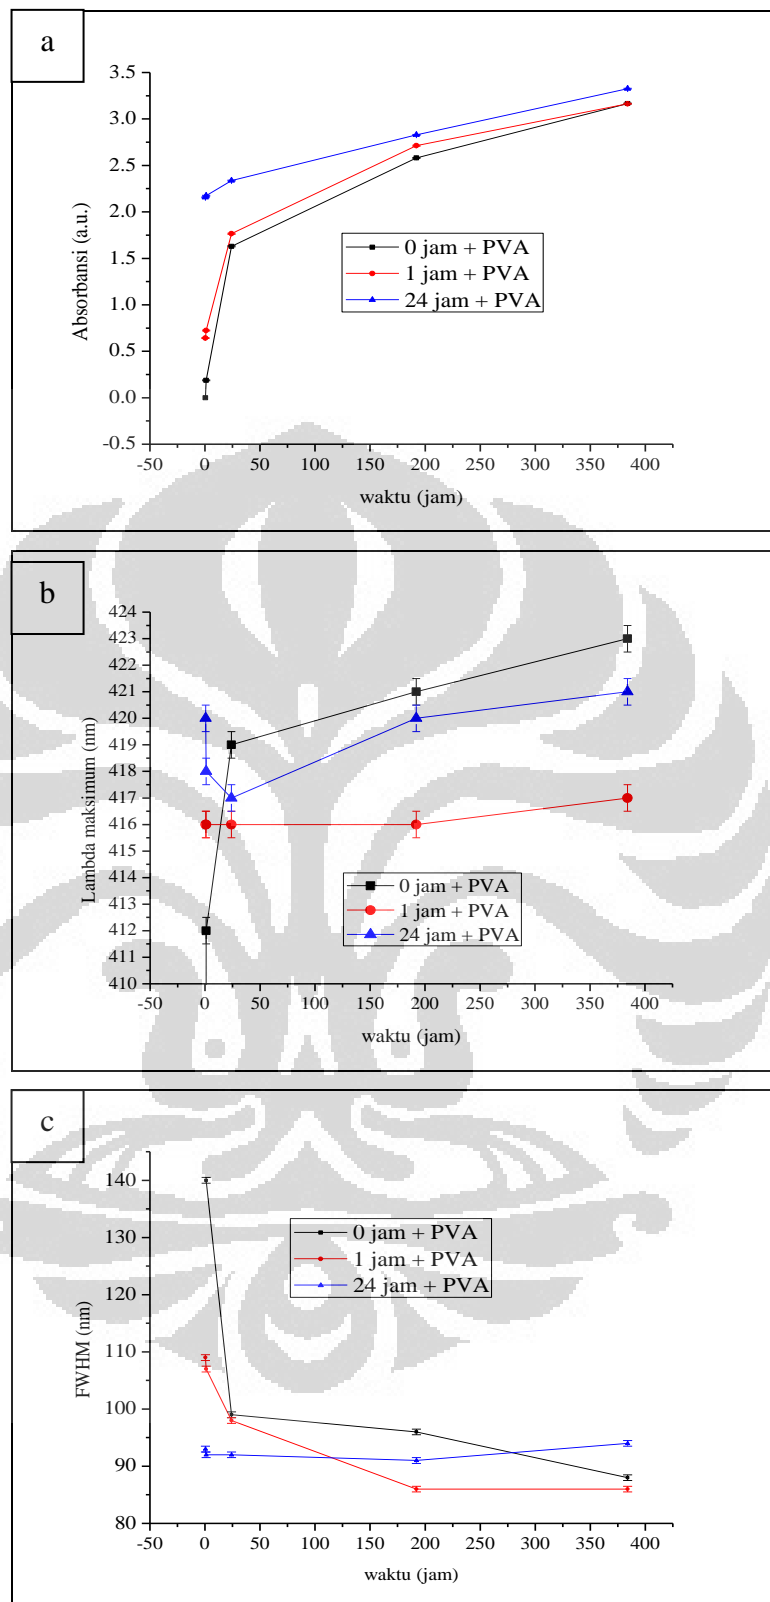 a
3.5
3.0
2.5
2.0
1.5
1.0
0.5
0.0
-0.5
Absorbansi (a.u.)
0 jam + PVA
1 jam + PVA
24 jam + PVA
-50 0 50 100 150 200 250 300 350 400
waktu (jam)
b
424
423
422
421
420
419
418
417
416
415
414
413
412
411
410
Lambda maksimum (nm)
0 jam + PVA
1 jam + PVA
24 jam + PVA
-50 0 50 100 150 200 250 300 350 400
waktu (jam)
c
140
130
120
110
100
90
80
FWHM (nm)
0 jam + PVA
1 jam + PVA
24 jam + PVA
-50 0 50 100 150 200 250 300 350 400
waktu (jam)